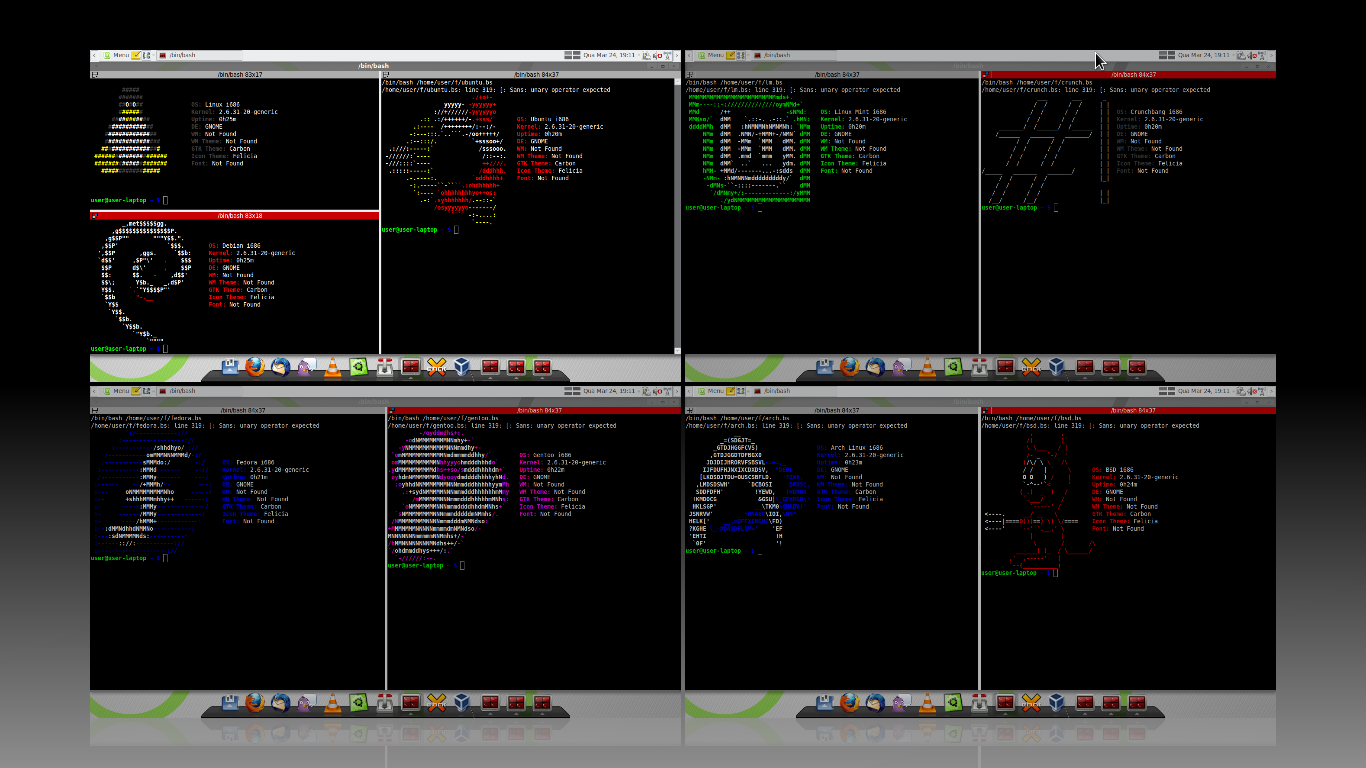 Menu /bin/bash Qua Mar 24, 19:11
/bin/bash
/bin/bash 83x17
OS: Linux i686
Kernel: 2.6.31-20-generic
Uptime: 0h25m
DE: GNOME
WM: Not Found
WM Theme: Not Found
GTK Theme: Carbon
Icon Theme: Felicia
Font: Not Found
user@user-laptop ~ $
/bin/bash 84x37
/bin/bash /home/user/f/ubuntu.bs
/home/user/f/ubuntu.bs: line 319: [: Sans: unary operator expected
OS: Ubuntu i686
Kernel: 2.6.31-20-generic
Uptime: 0h20m
DE: GNOME
WM: Not Found
WM Theme: Not Found
GTK Theme: Carbon
Icon Theme: Felicia
Font: Not Found
user@user-laptop ~ $
/bin/bash 83x18
OS: Debian i686
Kernel: 2.6.31-20-generic
Uptime: 0h25m
DE: GNOME
WM: Not Found
WM Theme: Not Found
GTK Theme: Carbon
Icon Theme: Felicia
Font: Not Found
user@user-laptop ~ $
Menu /bin/bash Qua Mar 24, 19:11
/bin/bash 84x37
/bin/bash /home/user/f/lm.bs
/home/user/f/lm.bs: line 319: [: Sans: unary operator expected
OS: Linux Mint i686
Kernel: 2.6.31-20-generic
Uptime: 0h20m
DE: GNOME
WM: Not Found
WM Theme: Not Found
GTK Theme: Carbon
Icon Theme: Felicia
Font: Not Found
user@user-laptop ~ $
/bin/bash 84x37
/bin/bash /home/user/f/crunch.bs
/home/user/f/crunch.bs: line 319: [: Sans: unary operator expected
OS: Crunchbang i686
Kernel: 2.6.31-20-generic
Uptime: 0h20m
DE: GNOME
WM: Not Found
WM Theme: Not Found
GTK Theme: Carbon
Icon Theme: Felicia
Font: Not Found
user@user-laptop ~ $
Menu /bin/bash Qua Mar 24, 19:11
/bin/bash 84x37
/bin/bash /home/user/f/fedora.bs
/home/user/f/fedora.bs: line 319: [: Sans: unary operator expected
OS: Fedora i686
Kernel: 2.6.31-20-generic
Uptime: 0h21m
DE: GNOME
WM: Not Found
WM Theme: Not Found
GTK Theme: Carbon
Icon Theme: Felicia
Font: Not Found
user@user-laptop ~ $
/bin/bash 84x37
/bin/bash /home/user/f/gentoo.bs
/home/user/f/gentoo.bs: line 319: [: Sans: unary operator expected
OS: Gentoo i686
Kernel: 2.6.31-20-generic
Uptime: 0h22m
DE: GNOME
WM: Not Found
WM Theme: Not Found
GTK Theme: Carbon
Icon Theme: Felicia
Font: Not Found
user@user-laptop ~ $
Menu /bin/bash Qua Mar 24, 19:11
/bin/bash 84x37
/bin/bash /home/user/f/arch.bs
/home/user/f/arch.bs: line 319: [: Sans: unary operator expected
OS: Arch Linux i686
Kernel: 2.6.31-20-generic
Uptime: 0h23m
DE: GNOME
WM: Not Found
WM Theme: Not Found
GTK Theme: Carbon
Icon Theme: Felicia
Font: Not Found
user@user-laptop ~ $
/bin/bash 84x37
/bin/bash /home/user/f/bsd.bs
/home/user/f/bsd.bs: line 319: [: Sans: unary operator expected
OS: BSD i686
Kernel: 2.6.31-20-generic
Uptime: 0h24m
DE: GNOME
WM: Not Found
WM Theme: Not Found
GTK Theme: Carbon
Icon Theme: Felicia
Font: Not Found
user@user-laptop ~ $